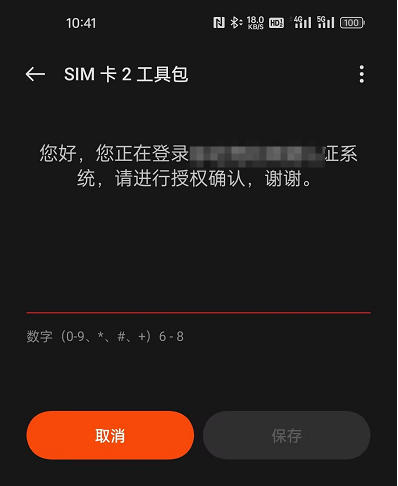 10:41
18.0 KB/S HD2 4G 5G 100
SIM 卡 2 工具包
您好，您正在登录证系
统，请进行授权确认，谢谢。
数字（0-9、*、#、+）6 - 8
取消
保存